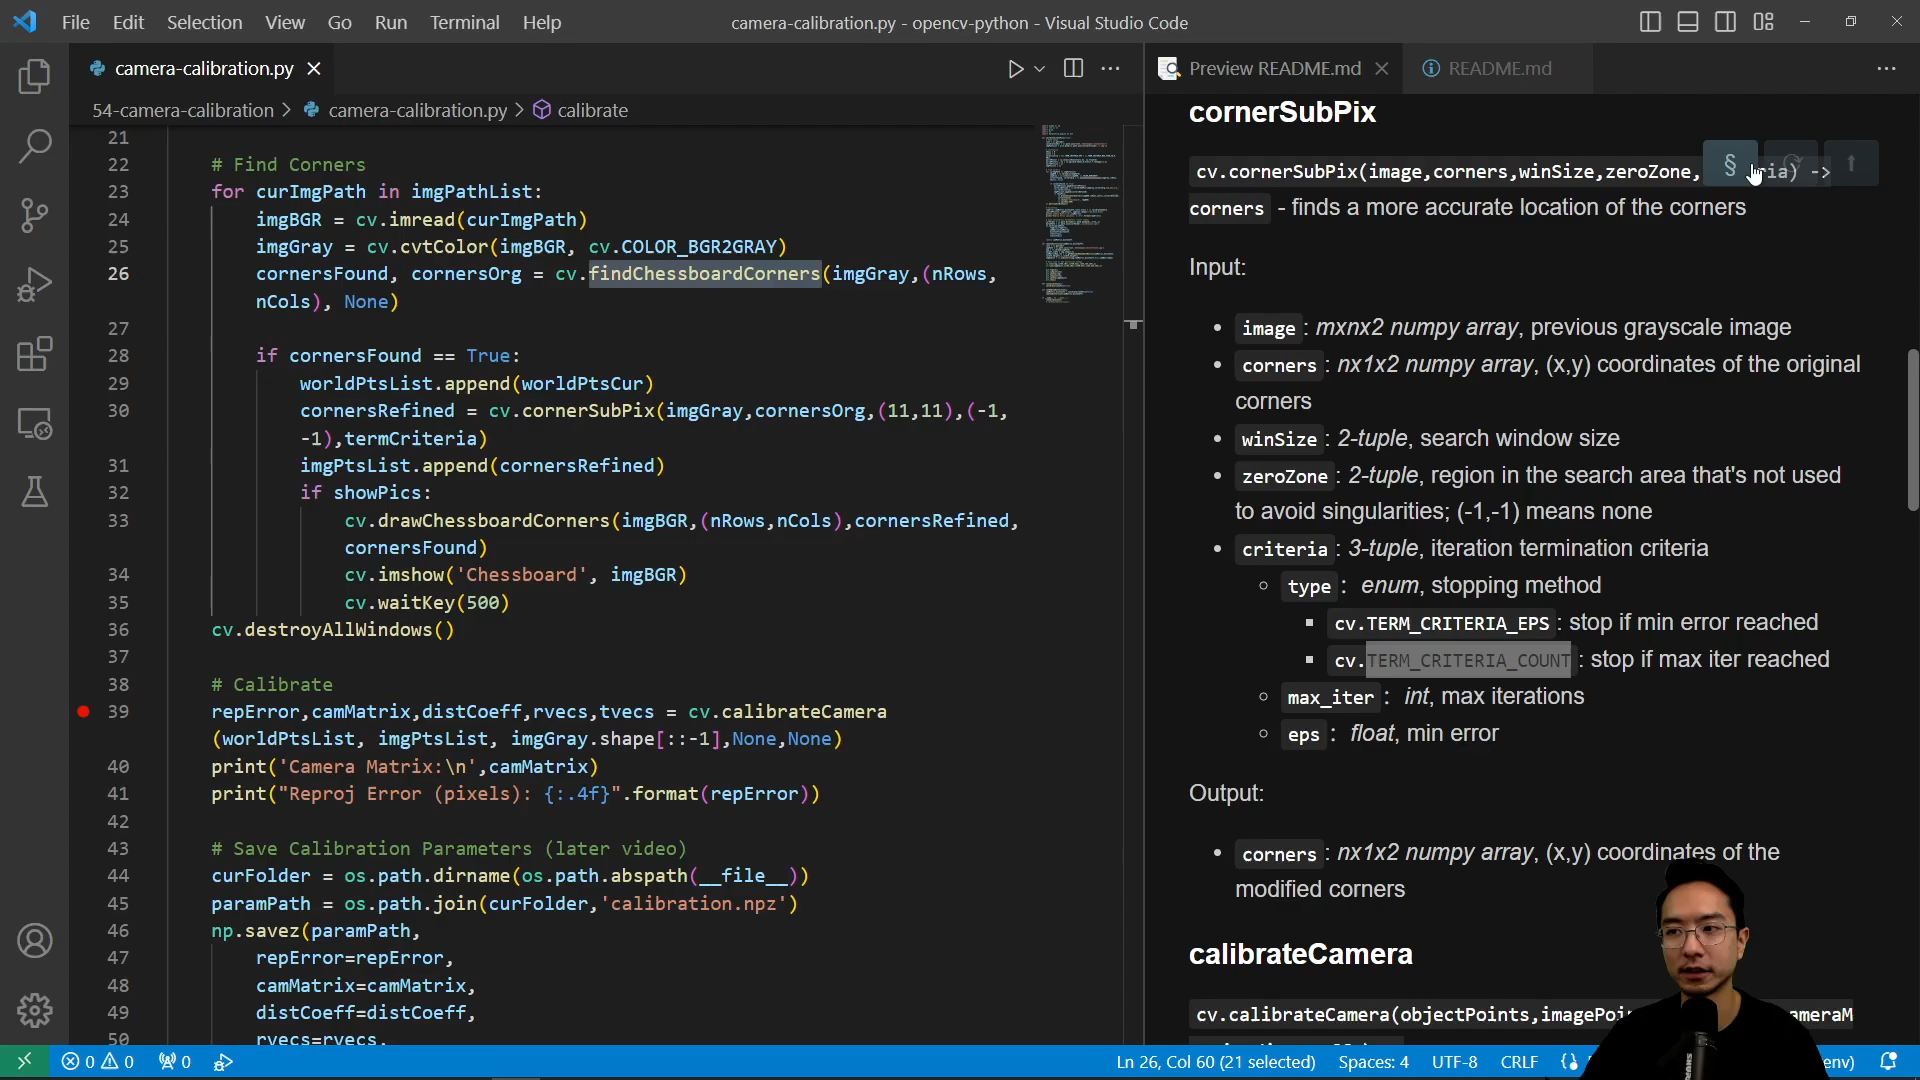 File Edit Selection View Go Run Terminal Help
camera-calibration.py - opencv-python - Visual Studio Code
camera-calibration.py
54-camera-calibration > camera-calibration.py > calibrate
21
22 # Find Corners
23 for curImgPath in imgPathList:
24 imgBGR = cv.imread(curImgPath)
25 imgGray = cv.cvtColor(imgBGR, cv.COLOR_BGR2GRAY)
26 cornersFound, cornersOrg = cv.findChessboardCorners(imgGray,(nRows,
nCols), None)
27
28 if cornersFound == True:
29 worldPtsList.append(worldPtsCur)
30 cornersRefined = cv.cornerSubPix(imgGray,cornersOrg,(11,11),(-1,
-1),termCriteria)
31 imgPtsList.append(cornersRefined)
32 if showPics:
33 cv.drawChessboardCorners(imgBGR,(nRows,nCols),cornersRefined,
cornersFound)
34 cv.imshow('Chessboard', imgBGR)
35 cv.waitKey(500)
36 cv.destroyAllWindows()
37
38 # Calibrate
39 repError,camMatrix,distCoeff,rvecs,tvecs = cv.calibrateCamera
(worldPtsList, imgPtsList, imgGray.shape[::-1],None,None)
40 print('Camera Matrix:\n',camMatrix)
41 print("Reproj Error (pixels): {:.4f}".format(repError))
42
43 # Save Calibration Parameters (later video)
44 curFolder = os.path.dirname(os.path.abspath(__file__))
45 paramPath = os.path.join(curFolder,'calibration.npz')
46 np.savez(paramPath,
47 repError=repError,
48 camMatrix=camMatrix,
49 distCoeff=distCoeff,
50 rvecs=rvecs,
Preview README.md
README.md
cornerSubPix
cv.cornerSubPix(image,corners,winSize,zeroZone, ria) ->
corners - finds a more accurate location of the corners
Input:
• image : mxnx2 numpy array, previous grayscale image
• corners : nx1x2 numpy array, (x,y) coordinates of the original
corners
• winSize : 2-tuple, search window size
• zeroZone : 2-tuple, region in the search area that's not used
to avoid singularities; (-1,-1) means none
• criteria : 3-tuple, iteration termination criteria
type : enum, stopping method
cv.TERM_CRITERIA_EPS : stop if min error reached
cv.TERM_CRITERIA_COUNT : stop if max iter reached
max_iter : int, max iterations
eps : float, min error
Output:
• corners : nx1x2 numpy array, (x,y) coordinates of the
modified corners
calibrateCamera
cv.calibrateCamera(objectPoints,imagePoi ameraM
0 0 0 Ln 26, Col 60 (21 selected) Spaces: 4 UTF-8 CRLF env)